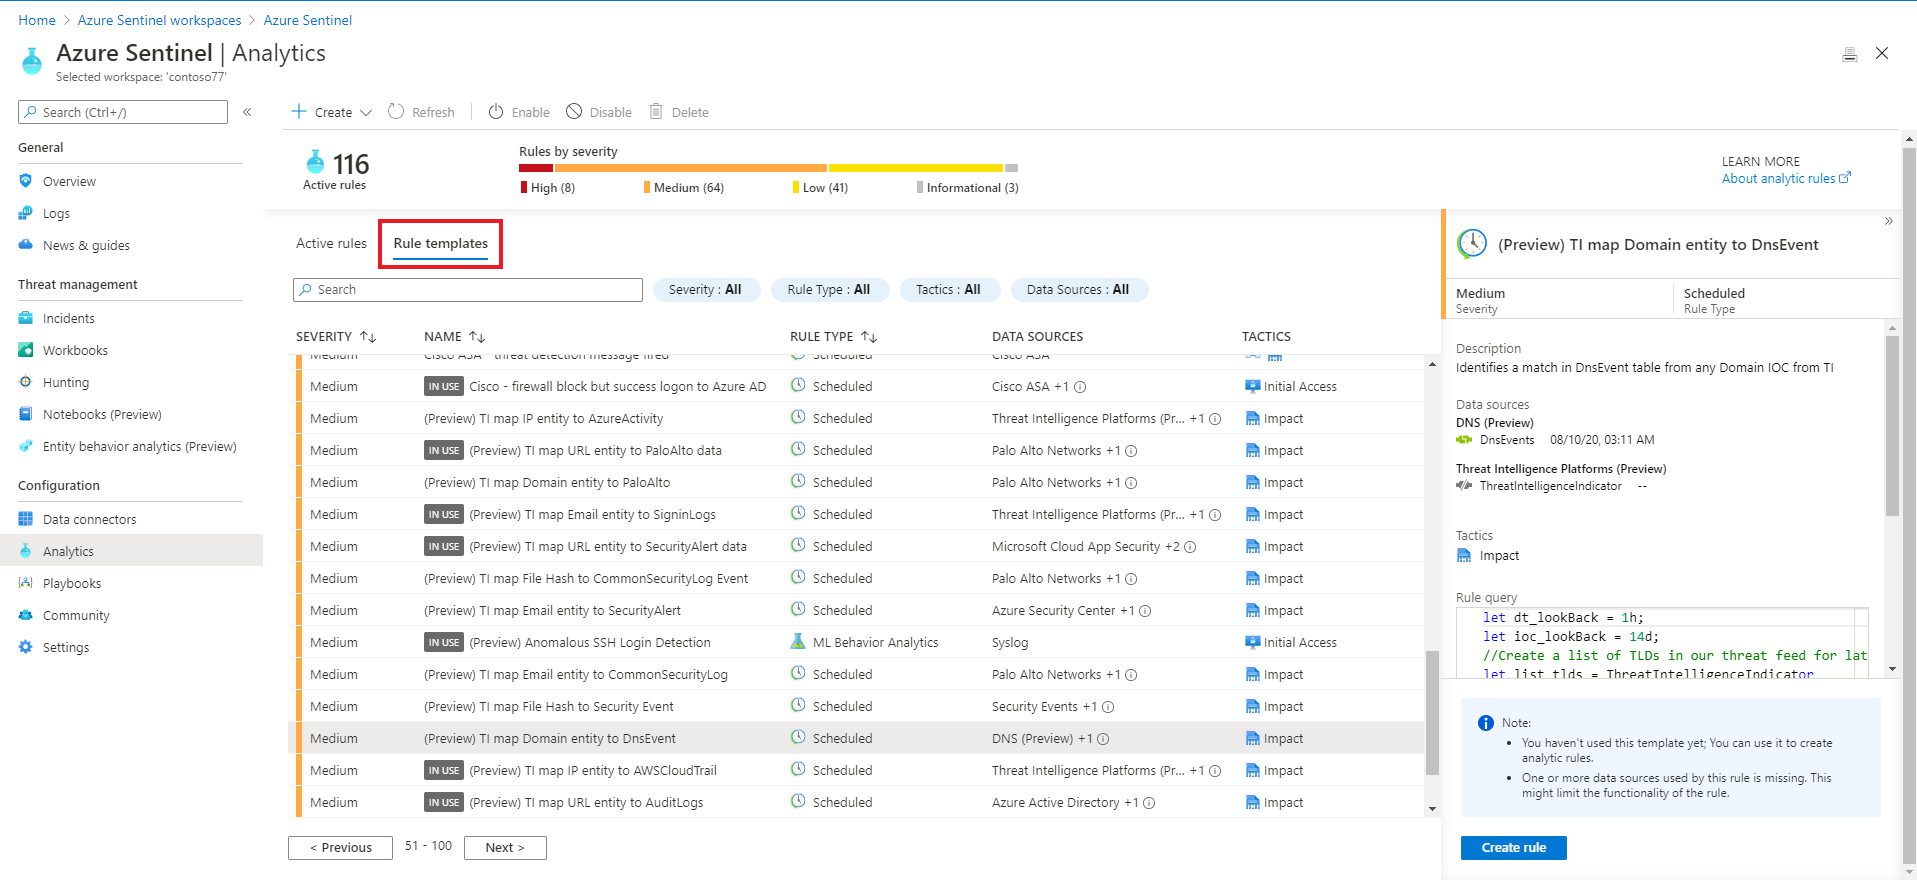 Home > Azure Sentinel workspaces > Azure Sentinel
Azure Sentinel | Analytics
Selected workspace: 'contoso77'
Search (Ctrl+/) «
General
Overview
Logs
News & guides
Threat management
Incidents
Workbooks
Hunting
Notebooks (Preview)
Entity behavior analytics (Preview)
Configuration
Data connectors
Analytics
Playbooks
Community
Settings
Create Refresh Enable Disable Delete
116
Active rules
Rules by severity
High (8) Medium (64) Low (41) Informational (3)
LEARN MORE
About analytic rules
Active rules Rule templates
Search Severity : All Rule Type : All Tactics : All Data Sources : All
SEVERITY NAME RULE TYPE DATA SOURCES TACTICS
Medium Cisco ASA - threat detection message fired Scheduled Cisco ASA
Medium IN USE Cisco - firewall block but success logon to Azure AD Scheduled Cisco ASA +1 Initial Access
Medium (Preview) TI map IP entity to AzureActivity Scheduled Threat Intelligence Platforms (Pr... +1 Impact
Medium IN USE (Preview) TI map URL entity to PaloAlto data Scheduled Palo Alto Networks +1 Impact
Medium (Preview) TI map Domain entity to PaloAlto Scheduled Palo Alto Networks +1 Impact
Medium IN USE (Preview) TI map Email entity to SigninLogs Scheduled Threat Intelligence Platforms (Pr... +1 Impact
Medium IN USE (Preview) TI map URL entity to SecurityAlert data Scheduled Microsoft Cloud App Security +2 Impact
Medium (Preview) TI map File Hash to CommonSecurityLog Event Scheduled Palo Alto Networks +1 Impact
Medium (Preview) TI map Email entity to SecurityAlert Scheduled Azure Security Center +1 Impact
Medium IN USE (Preview) Anomalous SSH Login Detection ML Behavior Analytics Syslog Initial Access
Medium (Preview) TI map Email entity to CommonSecurityLog Scheduled Palo Alto Networks +1 Impact
Medium (Preview) TI map File Hash to Security Event Scheduled Security Events +1 Impact
Medium (Preview) TI map Domain entity to DnsEvent Scheduled DNS (Preview) +1 Impact
Medium IN USE (Preview) TI map IP entity to AWSCloudTrail Scheduled Threat Intelligence Platforms (Pr... +1 Impact
Medium IN USE (Preview) TI map URL entity to AuditLogs Scheduled Azure Active Directory +1 Impact
< Previous 51 - 100 Next >
»
(Preview) TI map Domain entity to DnsEvent
Medium Scheduled
Severity Rule Type
Description
Identifies a match in DnsEvent table from any Domain IOC from TI
Data sources
DNS (Preview)
DnsEvents 08/10/20, 03:11 AM
Threat Intelligence Platforms (Preview)
ThreatIntelligenceIndicator --
Tactics
Impact
Rule query
let dt_lookBack = 1h;
let ioc_lookBack = 14d;
//Create a list of TLDs in our threat feed for lat
let list_tlds = ThreatIntelligenceIndicator
Note:
• You haven't used this template yet; You can use it to create
analytic rules.
• One or more data sources used by this rule is missing. This
might limit the functionality of the rule.
Create rule